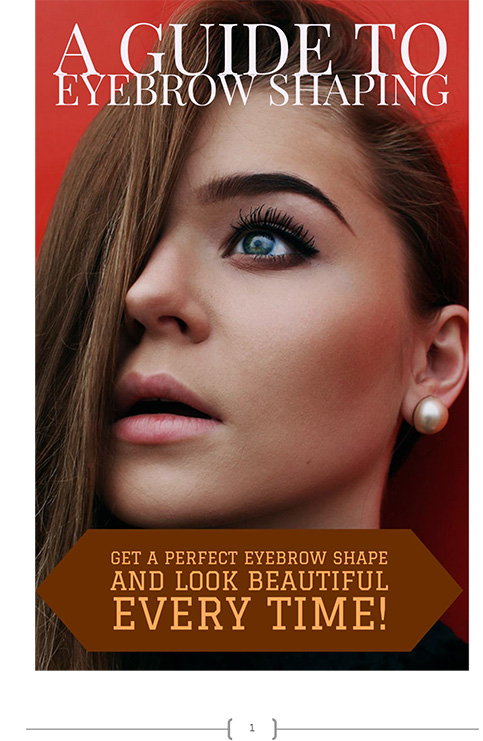 A GUIDE TO
EYEBROW SHAPING
GET A PERFECT EYEBROW SHAPE
AND LOOK BEAUTIFUL
EVERY TIME!
1